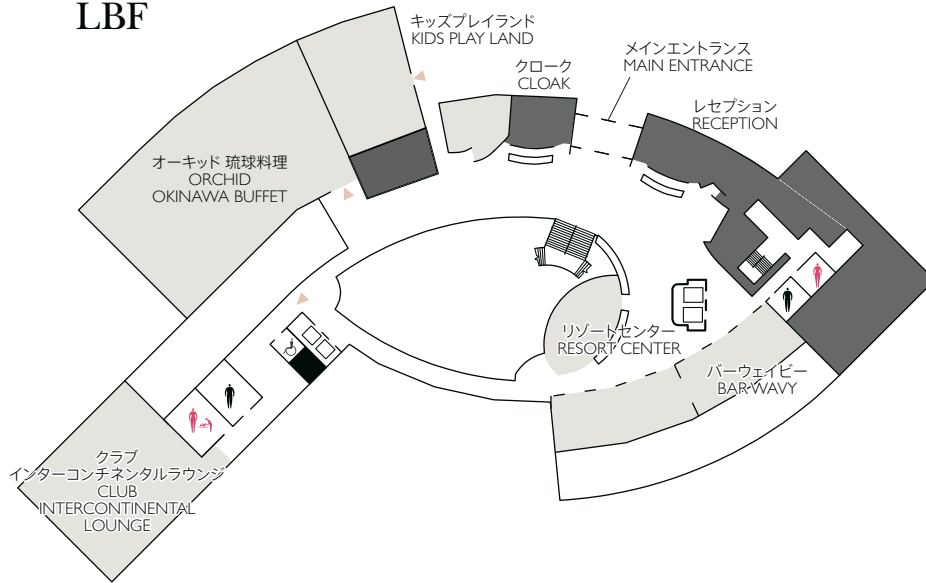 LBF
キッズプレイランド
KIDS PLAY LAND
メインエントランス
MAIN ENTRANCE
クローク
CLOAK
レセプション
RECEPTION
オーキッド 琉球料理
ORCHID
OKINAWA BUFFET
リゾートセンター
RESORT CENTER
バーウェイビー
BAR WAVY
クラブ
インターコンチネンタルラウンジ
CLUB
INTERCONTINENTAL
LOUNGE